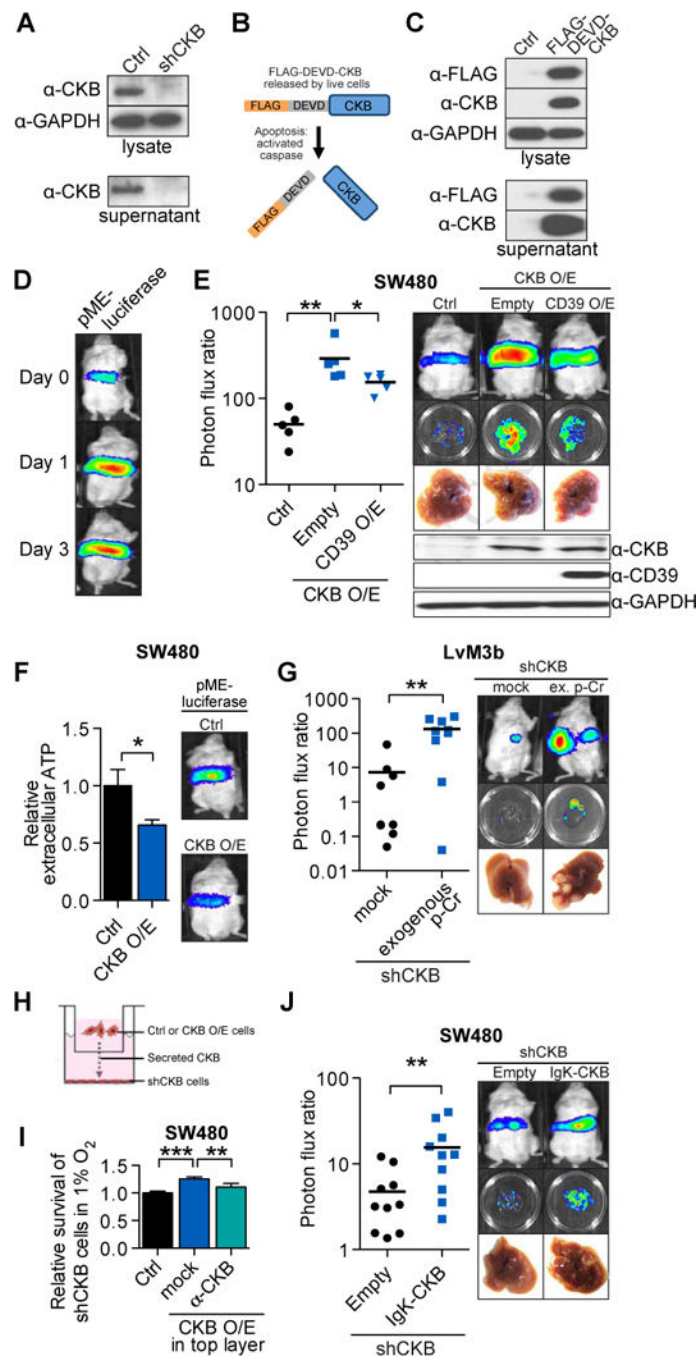 A
Ctrl
shCKB
α-CKB
α-GAPDH
lysate
α-CKB
supernatant
B
FLAG-DEVD-CKB
released by live cells
FLAG DEVD CKB
Apoptosis:
activated
caspase
FLAG DEVD CKB
C
Ctrl
FLAG-
DEVD-
CKB
α-FLAG
α-CKB
α-GAPDH
lysate
α-FLAG
α-CKB
supernatant
D
pME-
luciferase
Day 0
Day 1
Day 3
E
SW480
Photon flux ratio
1000
100
10
** *
Ctrl
Empty
CD39 O/E
CKB O/E
CKB O/E
Ctrl Empty CD39 O/E
α-CKB
α-CD39
α-GAPDH
F
SW480
Relative
extracellular ATP
1.5
1.0
0.5
0.0
*
Ctrl
CKB O/E
pME-
luciferase
Ctrl
CKB O/E
G
LvM3b
Photon flux ratio
1000
100
10
1
0.1
0.01
**
mock
exogenous
p-Cr
shCKB
shCKB
mock ex. p-Cr
H
Ctrl or CKB O/E cells
Secreted CKB
shCKB cells
I
SW480
Relative survival of
shCKB cells in 1% O2
1.5
1.0
0.5
0.0
*** **
Ctrl
mock
α-CKB
CKB O/E
in top layer
J
SW480
Photon flux ratio
100
10
1
**
Empty
IgK-CKB
shCKB
shCKB
Empty IgK-CKB